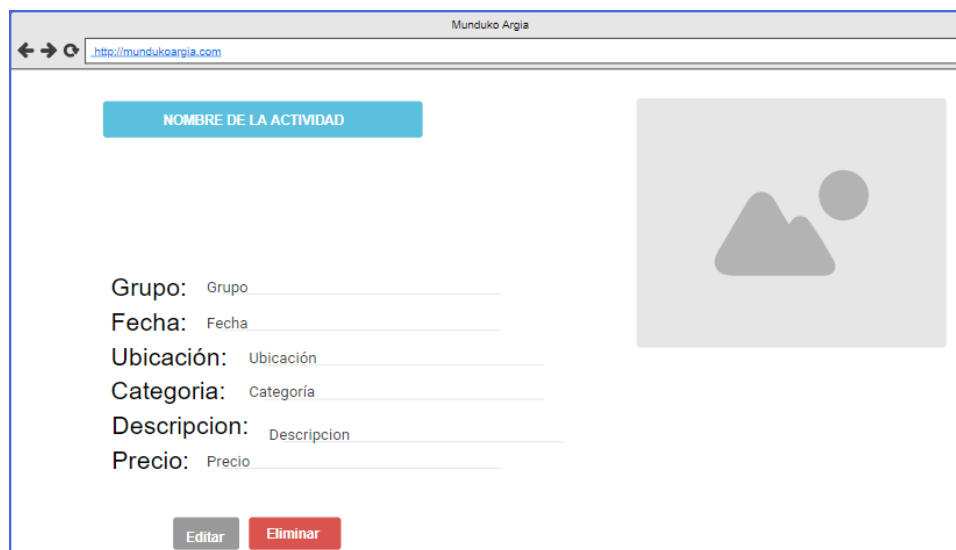 Munduko Argia
http://mundukoargia.com
NOMBRE DE LA ACTIVIDAD
Grupo: Grupo
Fecha: Fecha
Ubicación: Ubicación
Categoria: Categoría
Descripcion: Descripcion
Precio: Precio
Editar Eliminar